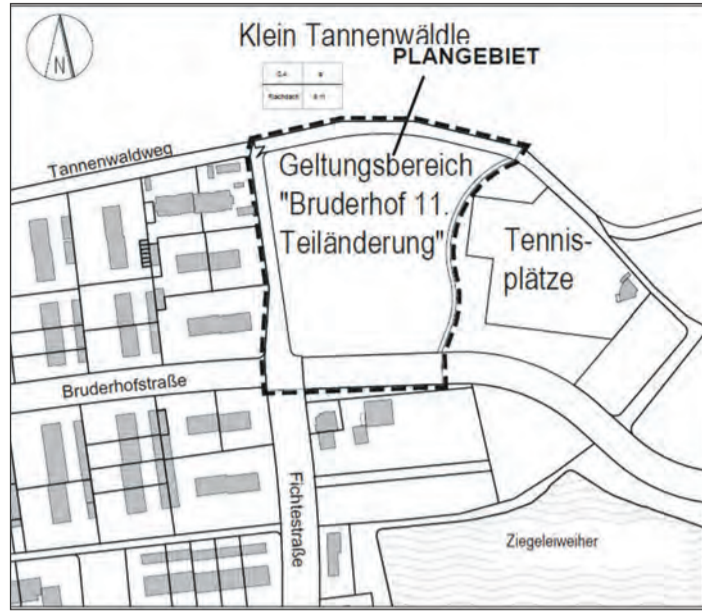 N
Klein Tannenwäldle
PLANGEBIET
Tannenwaldweg
Geltungsbereich
"Bruderhof 11.
Teiländerung"
Tennis-
plätze
Bruderhofstraße
Fichtestraße
Ziegeleiweiher